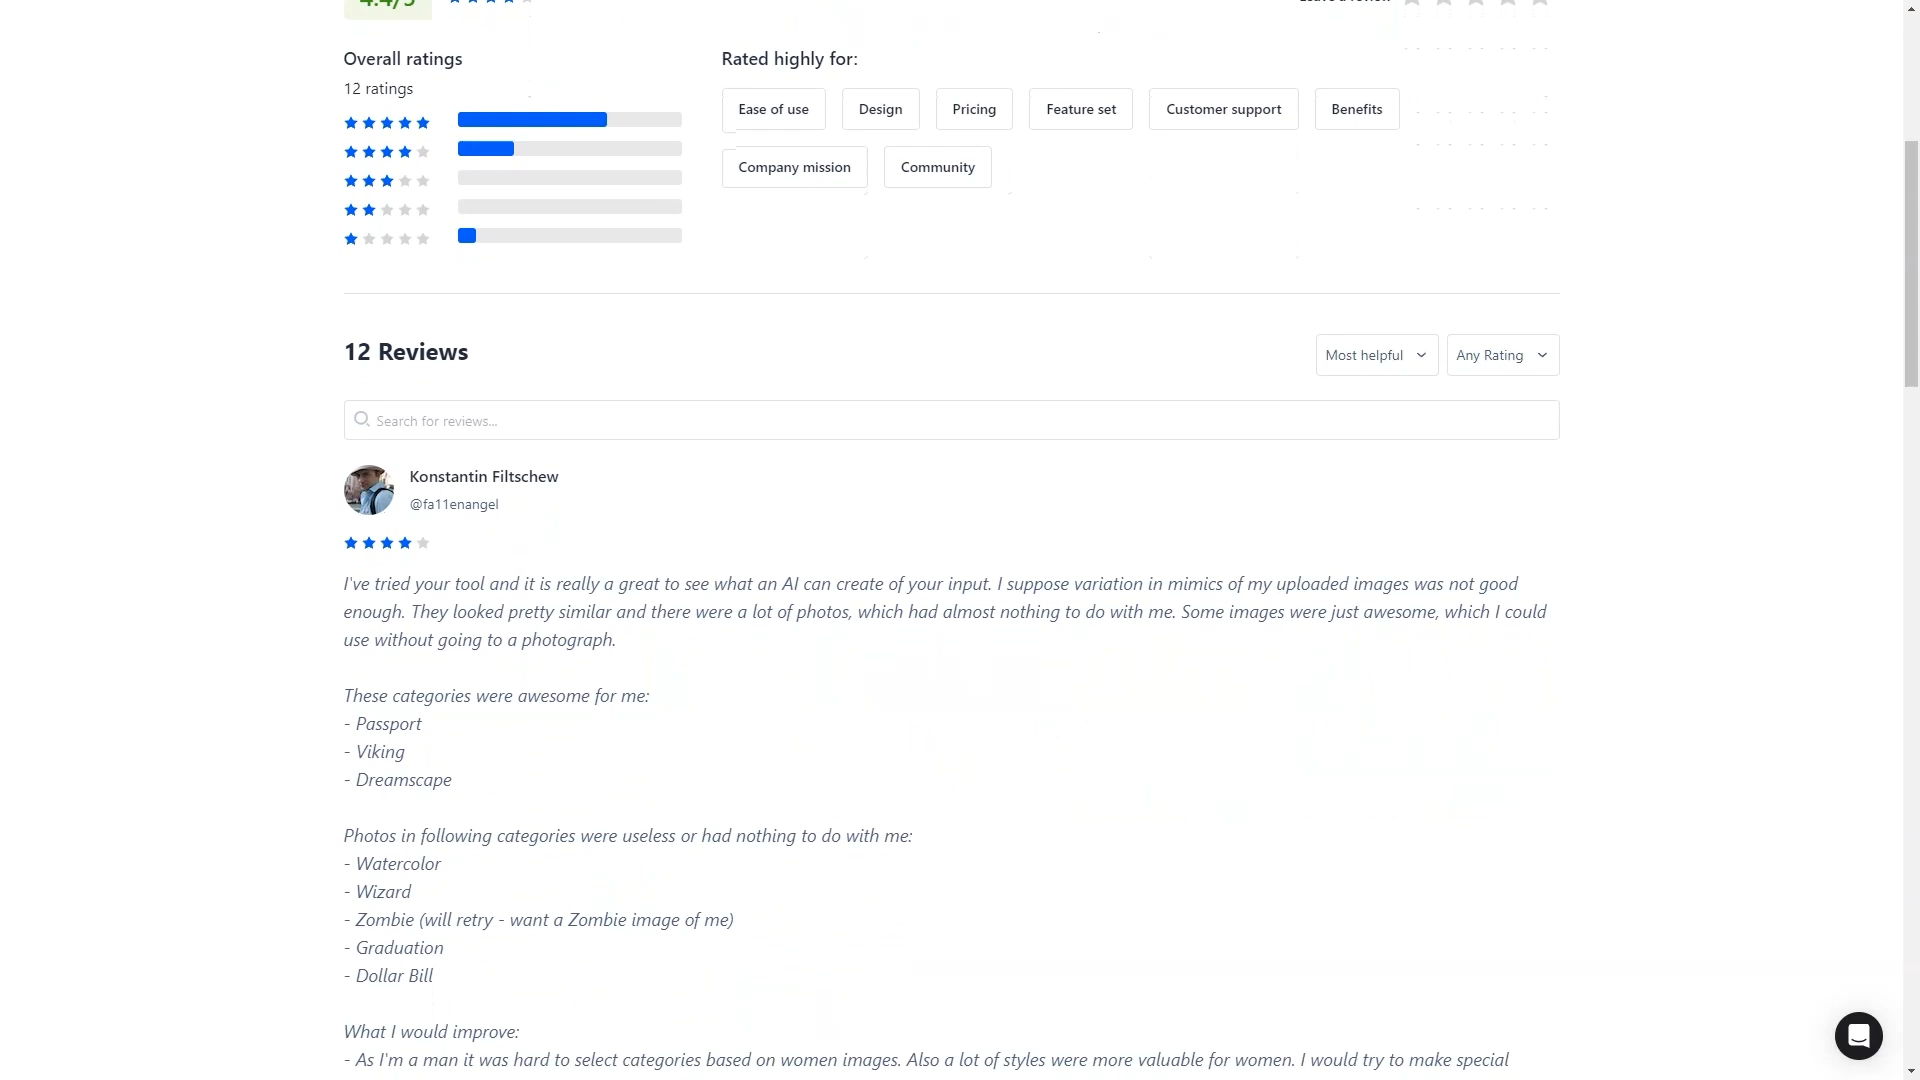 4.4/5
Leave a review
Overall ratings
12 ratings
Rated highly for:
Ease of use
Design
Pricing
Feature set
Customer support
Benefits
Company mission
Community
12 Reviews
Most helpful
Any Rating
Search for reviews...
Konstantin Filtschew
@fa11enangel
I've tried your tool and it is really a great to see what an AI can create of your input. I suppose variation in mimics of my uploaded images was not good
enough. They looked pretty similar and there were a lot of photos, which had almost nothing to do with me. Some images were just awesome, which I could
use without going to a photograph.
These categories were awesome for me:
- Passport
- Viking
- Dreamscape
Photos in following categories were useless or had nothing to do with me:
- Watercolor
- Wizard
- Zombie (will retry - want a Zombie image of me)
- Graduation
- Dollar Bill
What I would improve:
- As I'm a man it was hard to select categories based on women images. Also a lot of styles were more valuable for women. I would try to make special